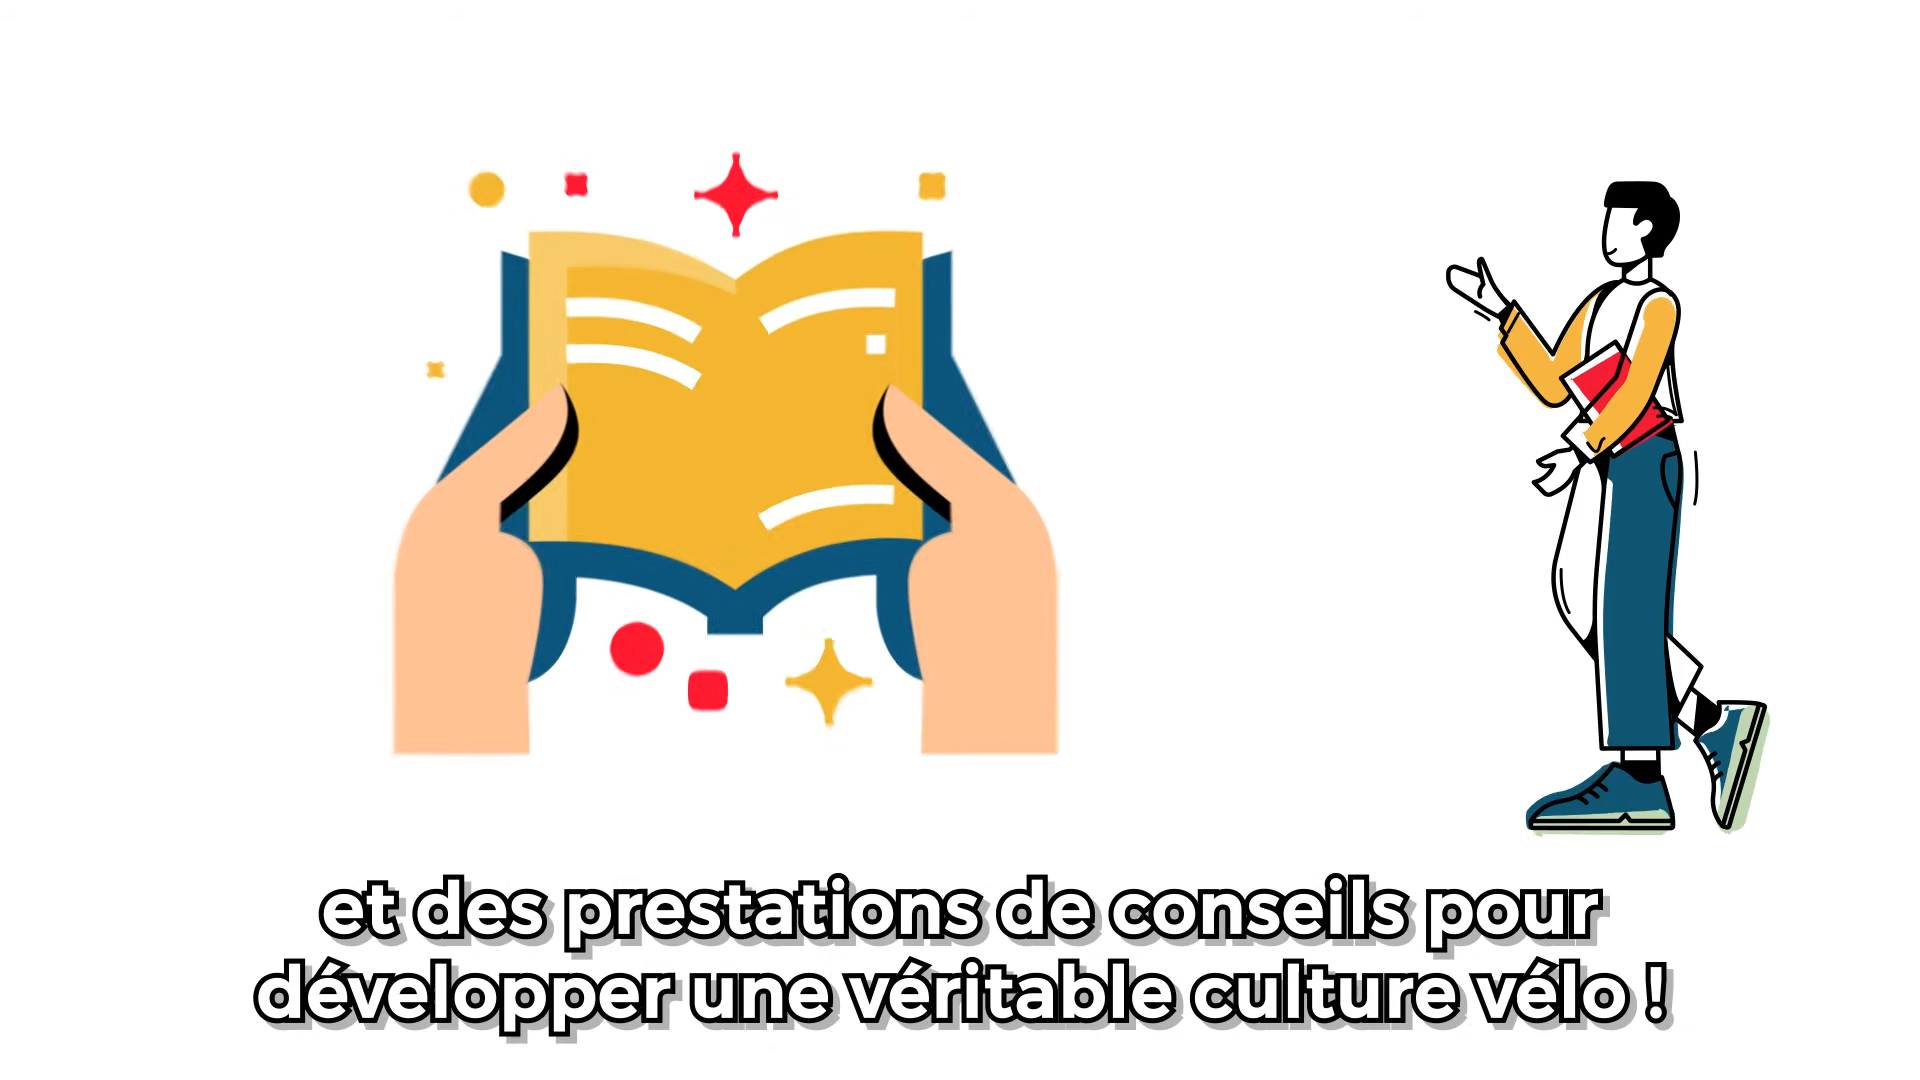 et des prestations de conseils pour
développer une véritable culture vélo !